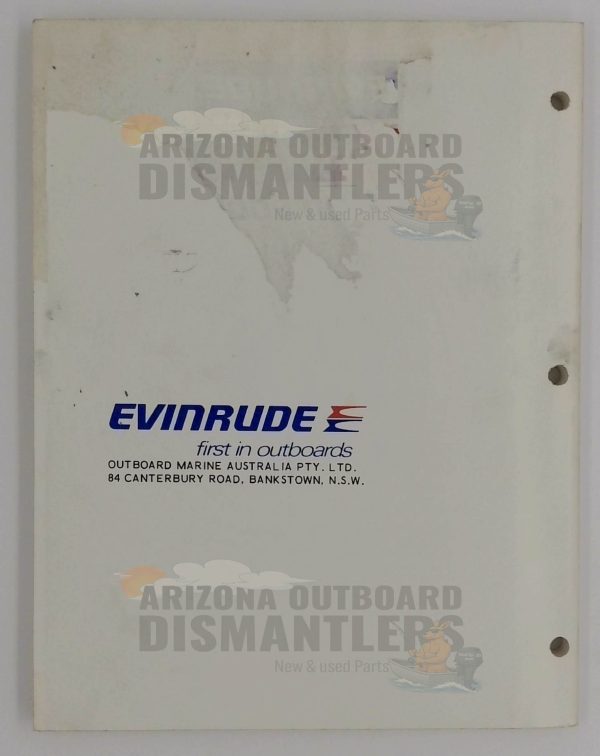 ARIZONA OUTBOARD
DISMANTLERS
New & used Parts
EVINRUDE
first in outboards
OUTBOARD MARINE AUSTRALIA PTY. LTD.
84 CANTERBURY ROAD, BANKSTOWN, N.S.W.
ARIZONA OUTBOARD
DISMANTLERS
New & used Parts